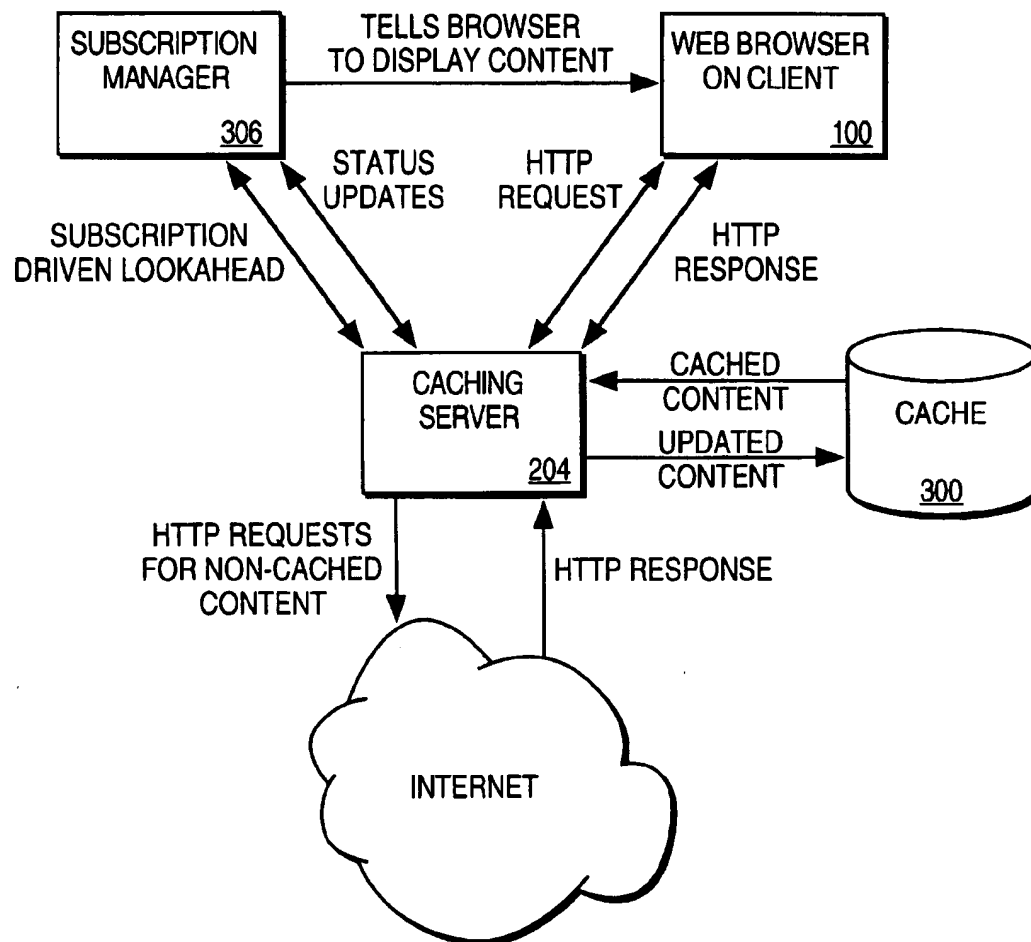 SUBSCRIPTION
MANAGER
306
TELLS BROWSER
TO DISPLAY CONTENT
WEB BROWSER
ON CLIENT
100
STATUS
UPDATES
HTTP
REQUEST
SUBSCRIPTION
DRIVEN LOOKAHEAD
HTTP
RESPONSE
CACHING
SERVER
204
CACHED
CONTENT
UPDATED
CONTENT
CACHE
300
HTTP REQUESTS
FOR NON-CACHED
CONTENT
HTTP RESPONSE
INTERNET